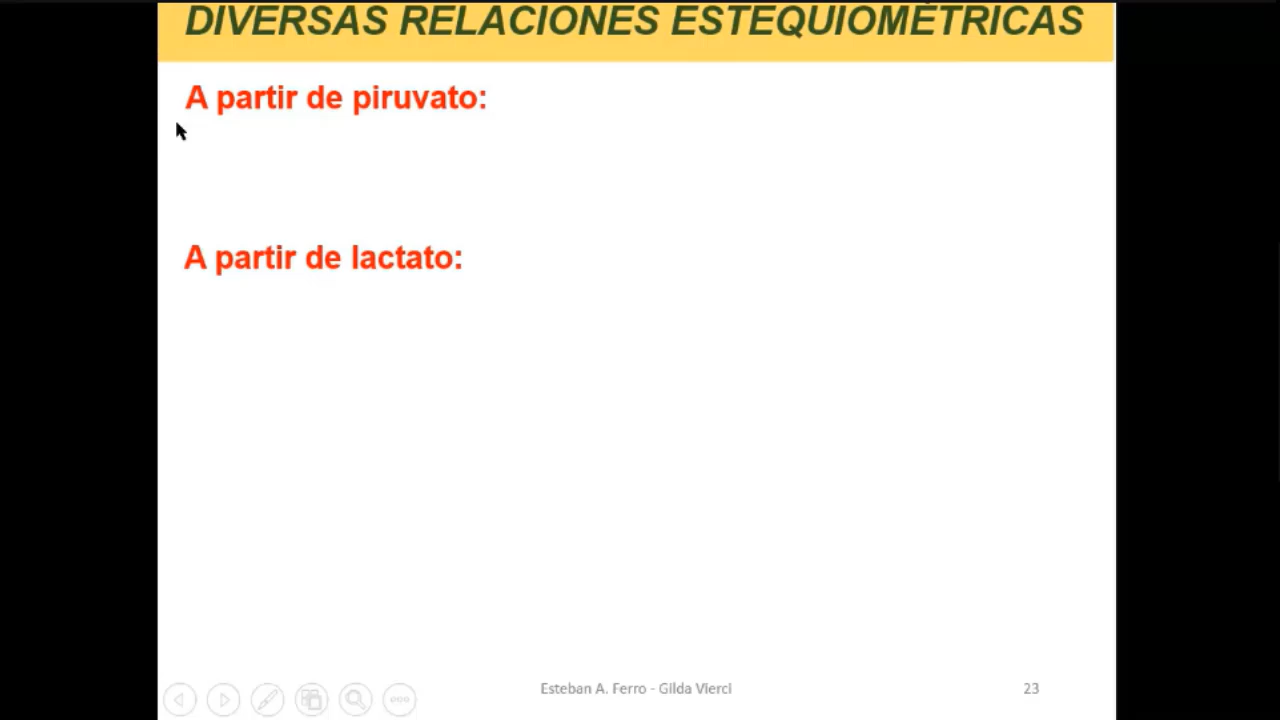 DIVERSAS RELACIONES ESTEQUIOMÉTRICAS
A partir de piruvato:
A partir de lactato:
Esteban A. Ferro - Gilda Vierci
23